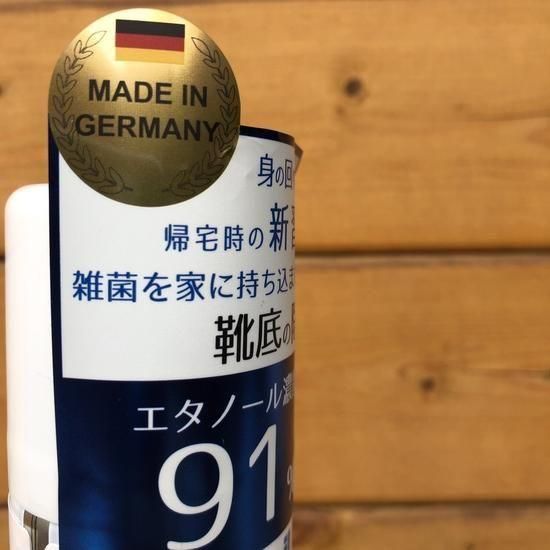 MADE IN
GERMANY
身の回
帰宅時の新
雑菌を家に持ち込ま
靴底の
エタノール濃
91